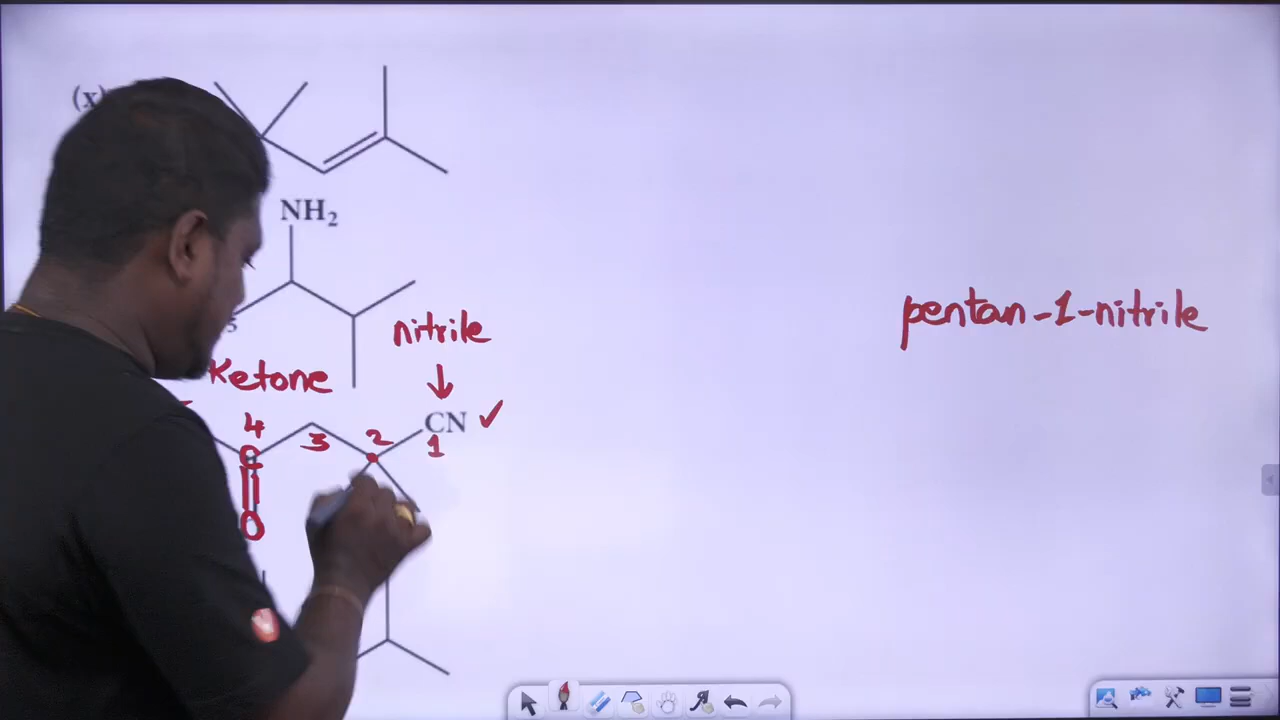 (x)
NH₂
nitrile
Ketone
pentan-1-nitrile
CN ✓
4
3
2
1
C
O